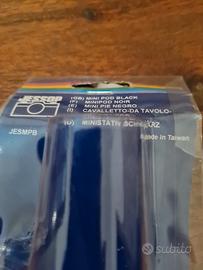 JESSOP
(GB) MINI POD BLACK
(F) MINIPOD NOIR
(E) MINI PIE NEGRO
(I) CAVALLETTO-DA TAVOLO-
(D) MINISTATIV SCHWARZ
JESMPB
Made in Taiwan
subito